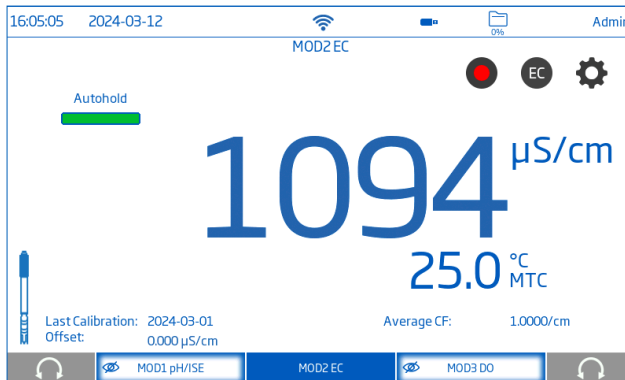 16:05:05 2024-03-12 0% Admin
MOD2 EC
EC
Autohold
1094 µS/cm
25.0 °C
MTC
Last Calibration: 2024-03-01 Average CF: 1.0000/cm
Offset: 0.000 µS/cm
MOD1 pH/ISE MOD2 EC MOD3 DO